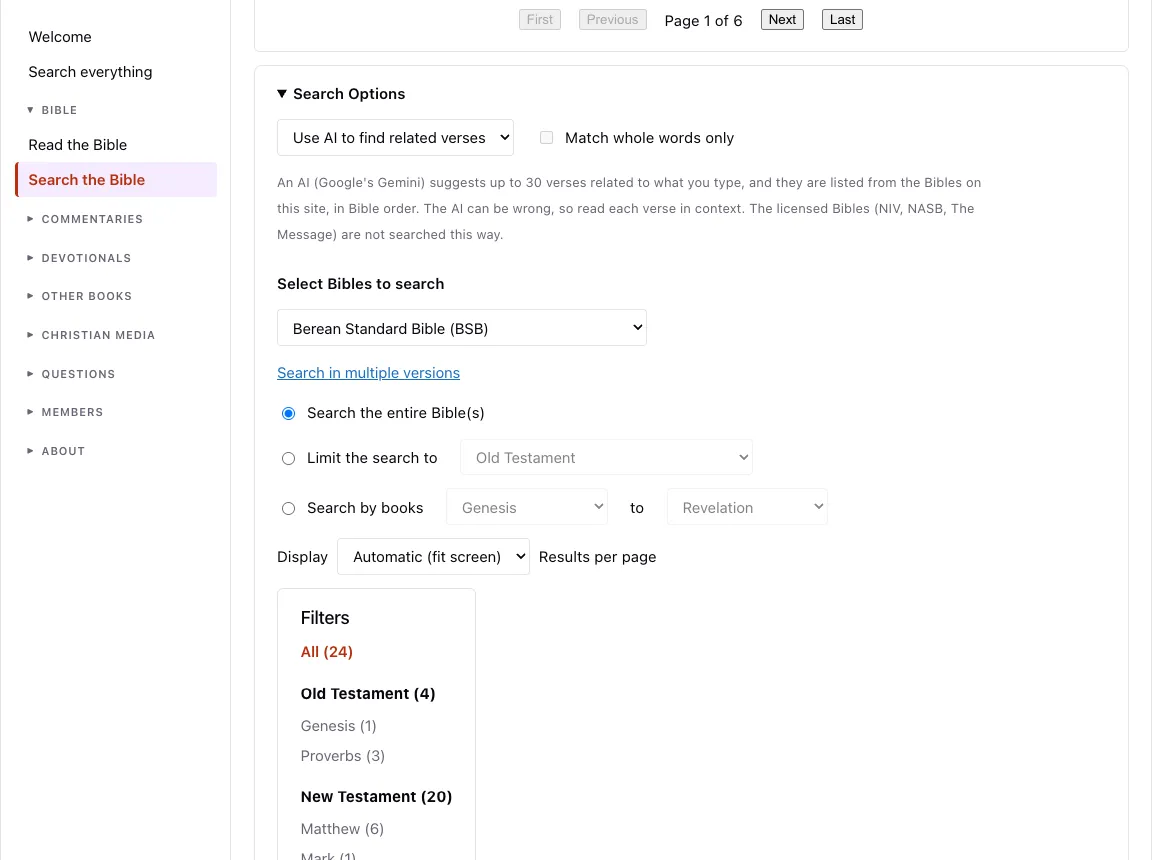 First Previous Page 1 of 6 Next Last
Welcome
Search everything
▼ BIBLE
Read the Bible
Search the Bible
► COMMENTARIES
► DEVOTIONALS
► OTHER BOOKS
► CHRISTIAN MEDIA
► QUESTIONS
► MEMBERS
► ABOUT
▼ Search Options
Use AI to find related verses Match whole words only
An AI (Google's Gemini) suggests up to 30 verses related to what you type, and they are listed from the Bibles on
this site, in Bible order. The AI can be wrong, so read each verse in context. The licensed Bibles (NIV, NASB, The
Message) are not searched this way.
Select Bibles to search
Berean Standard Bible (BSB)
Search in multiple versions
Search the entire Bible(s)
Limit the search to Old Testament
Search by books Genesis to Revelation
Display Automatic (fit screen) Results per page
Filters
All (24)
Old Testament (4)
Genesis (1)
Proverbs (3)
New Testament (20)
Matthew (6)
Mark (1)